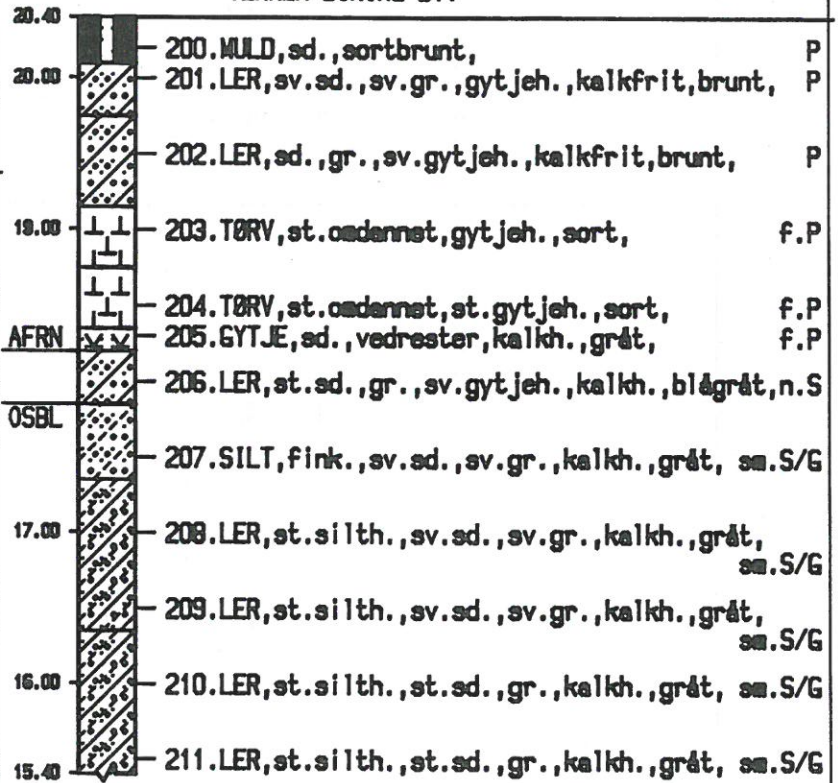 20.40
200.MULD,sd.,sortbrunt, P
20.00 201.LER,sv.sd.,sv.gr.,gytjeh.,kalkfrit,brunt, P
202.LER,sd.,gr.,sv.gytjeh.,kalkfrit,brunt, P
19.00 203.TØRV,st.omdannet,gytjeh.,sort, f.P
204.TØRV,st.omdannet,st.gytjeh.,sort, f.P
AFRN 205.GYTJE,sd.,vedrester,kalkh.,gråt, f.P
206.LER,st.sd.,gr.,sv.gytjeh.,kalkh.,blågråt,n.S
OSBL
207.SILT,fink.,sv.sd.,sv.gr.,kalkh.,gråt, sm.S/G
17.00 208.LER,st.silth.,sv.sd.,sv.gr.,kalkh.,gråt,
sm.S/G
209.LER,st.silth.,sv.sd.,sv.gr.,kalkh.,gråt,
sm.S/G
16.00 210.LER,st.silth.,st.sd.,gr.,kalkh.,gråt, sm.S/G
211.LER,st.silth.,st.sd.,gr.,kalkh.,gråt, sm.S/G
15.40